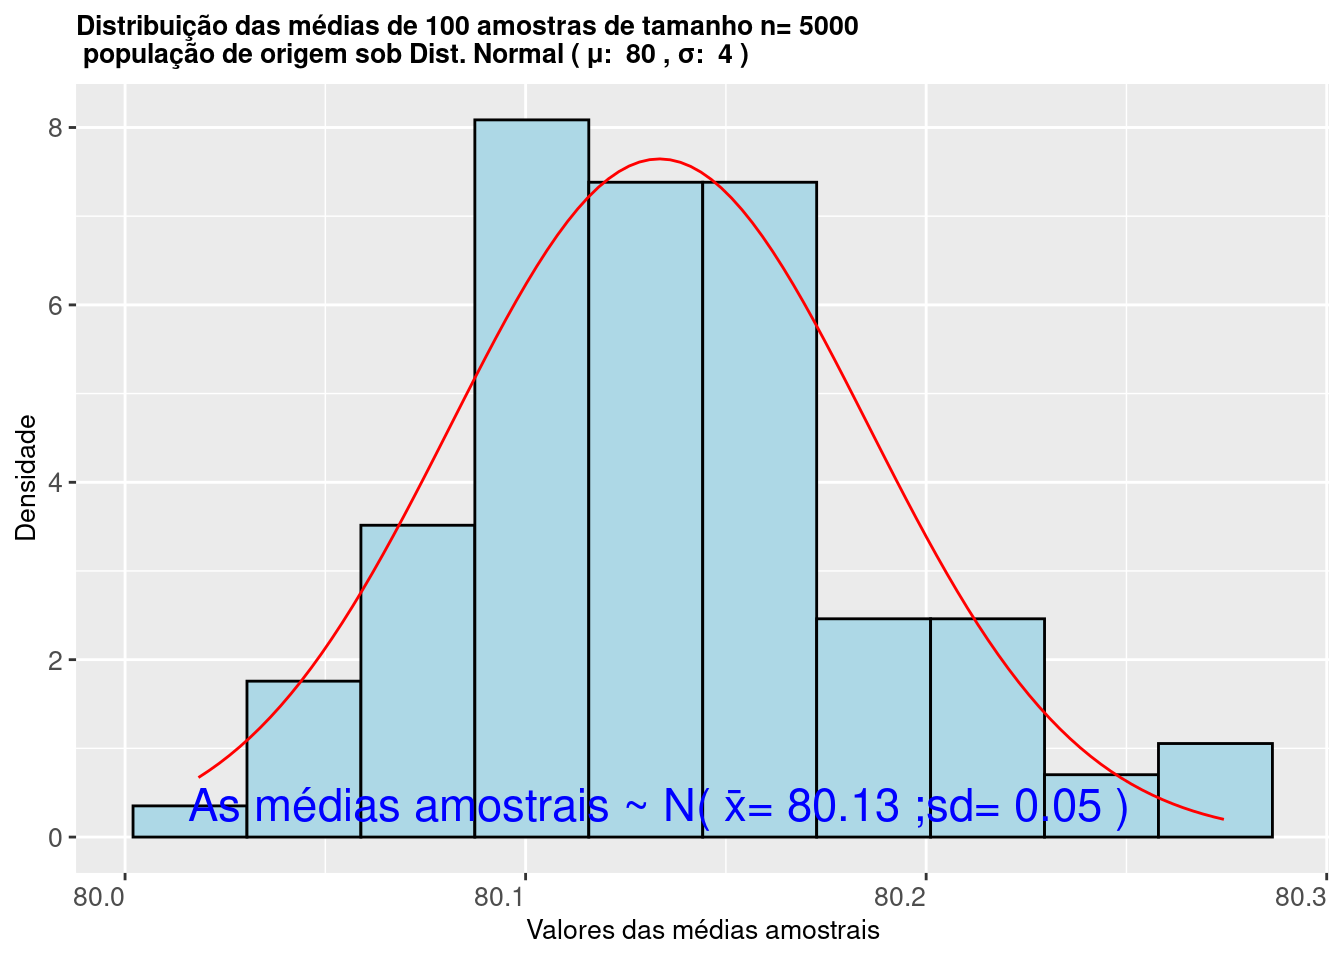 Distribuição das médias de 100 amostras de tamanho n= 5000
população de origem sob Dist. Normal ( μ:  80 , σ:  4 )
8
6
4
2
0
Densidade
As médias amostrais ~ N( x̄= 80.13 ;sd= 0.05 )
80.0 80.1 80.2 80.3
Valores das médias amostrais